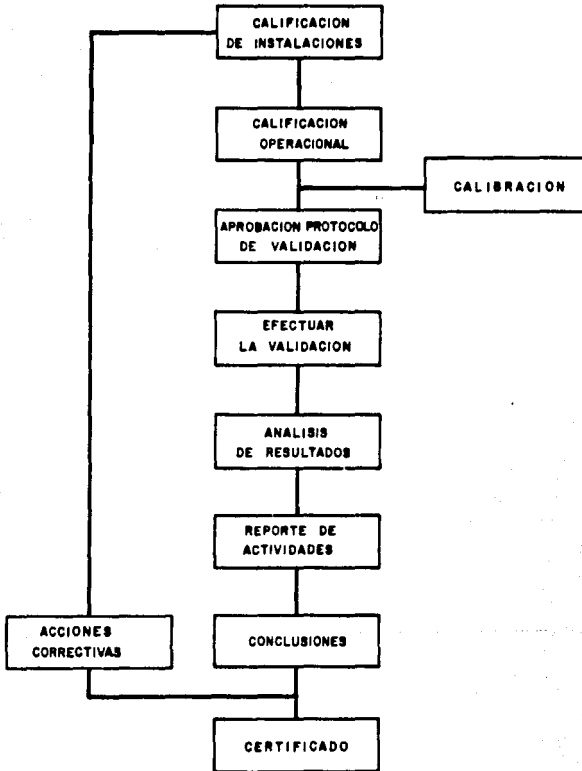 CALIFICACION
DE INSTALACIONES
CALIFICACION
OPERACIONAL
CALIBRACION
APROBACION PROTOCOLO
DE VALIDACION
EFECTUAR
LA VALIDACION
ANALISIS
DE RESULTADOS
REPORTE DE
ACTIVIDADES
ACCIONES
CORRECTIVAS
CONCLUSIONES
CERTIFICADO